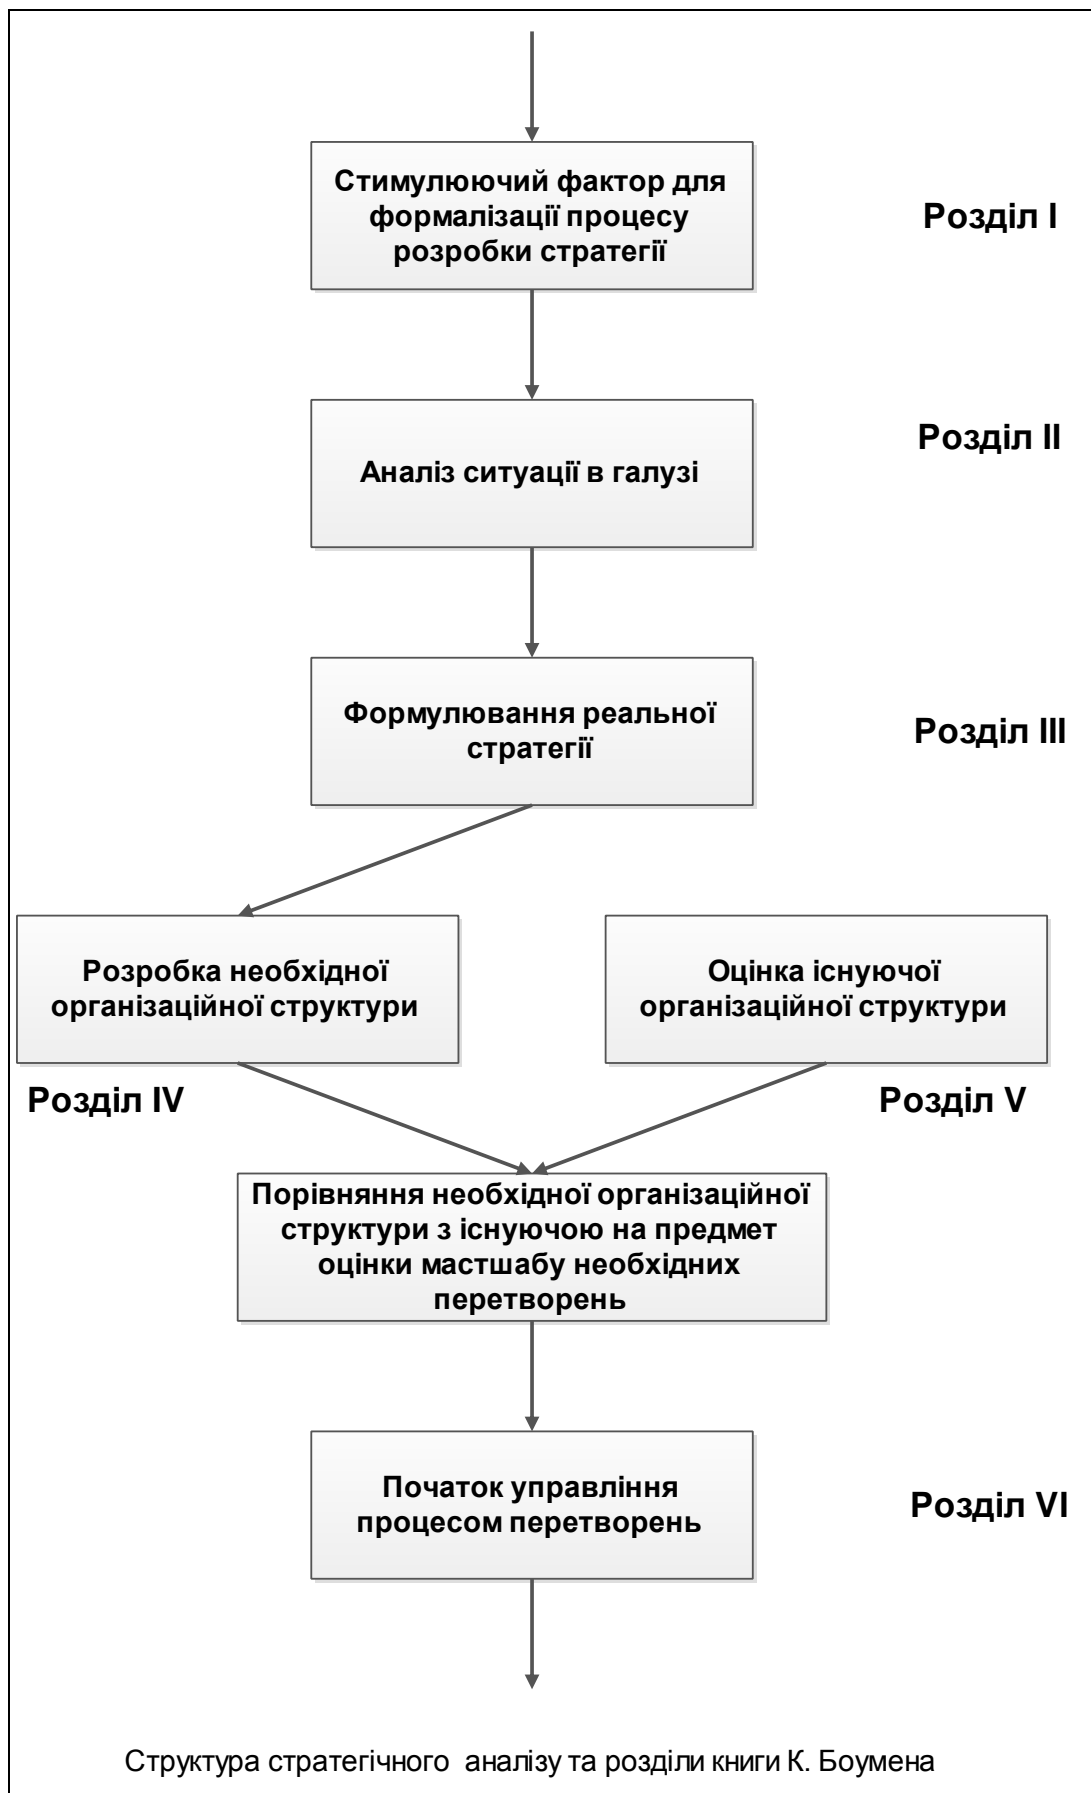 Стимулюючий фактор для
формалізації процесу
розробки стратегії
Розділ I
Аналіз ситуації в галузі
Розділ II
Формулювання реальної
стратегії
Розділ III
Розробка необхідної
організаційної структури
Оцінка існуючої
організаційної структури
Розділ IV
Розділ V
Порівняння необхідної організаційної
структури з існуючою на предмет
оцінки мастшабу необхідних
перетворень
Початок управління
процесом перетворень
Розділ VI
Структура стратегічного аналізу та розділи книги К. Боумена